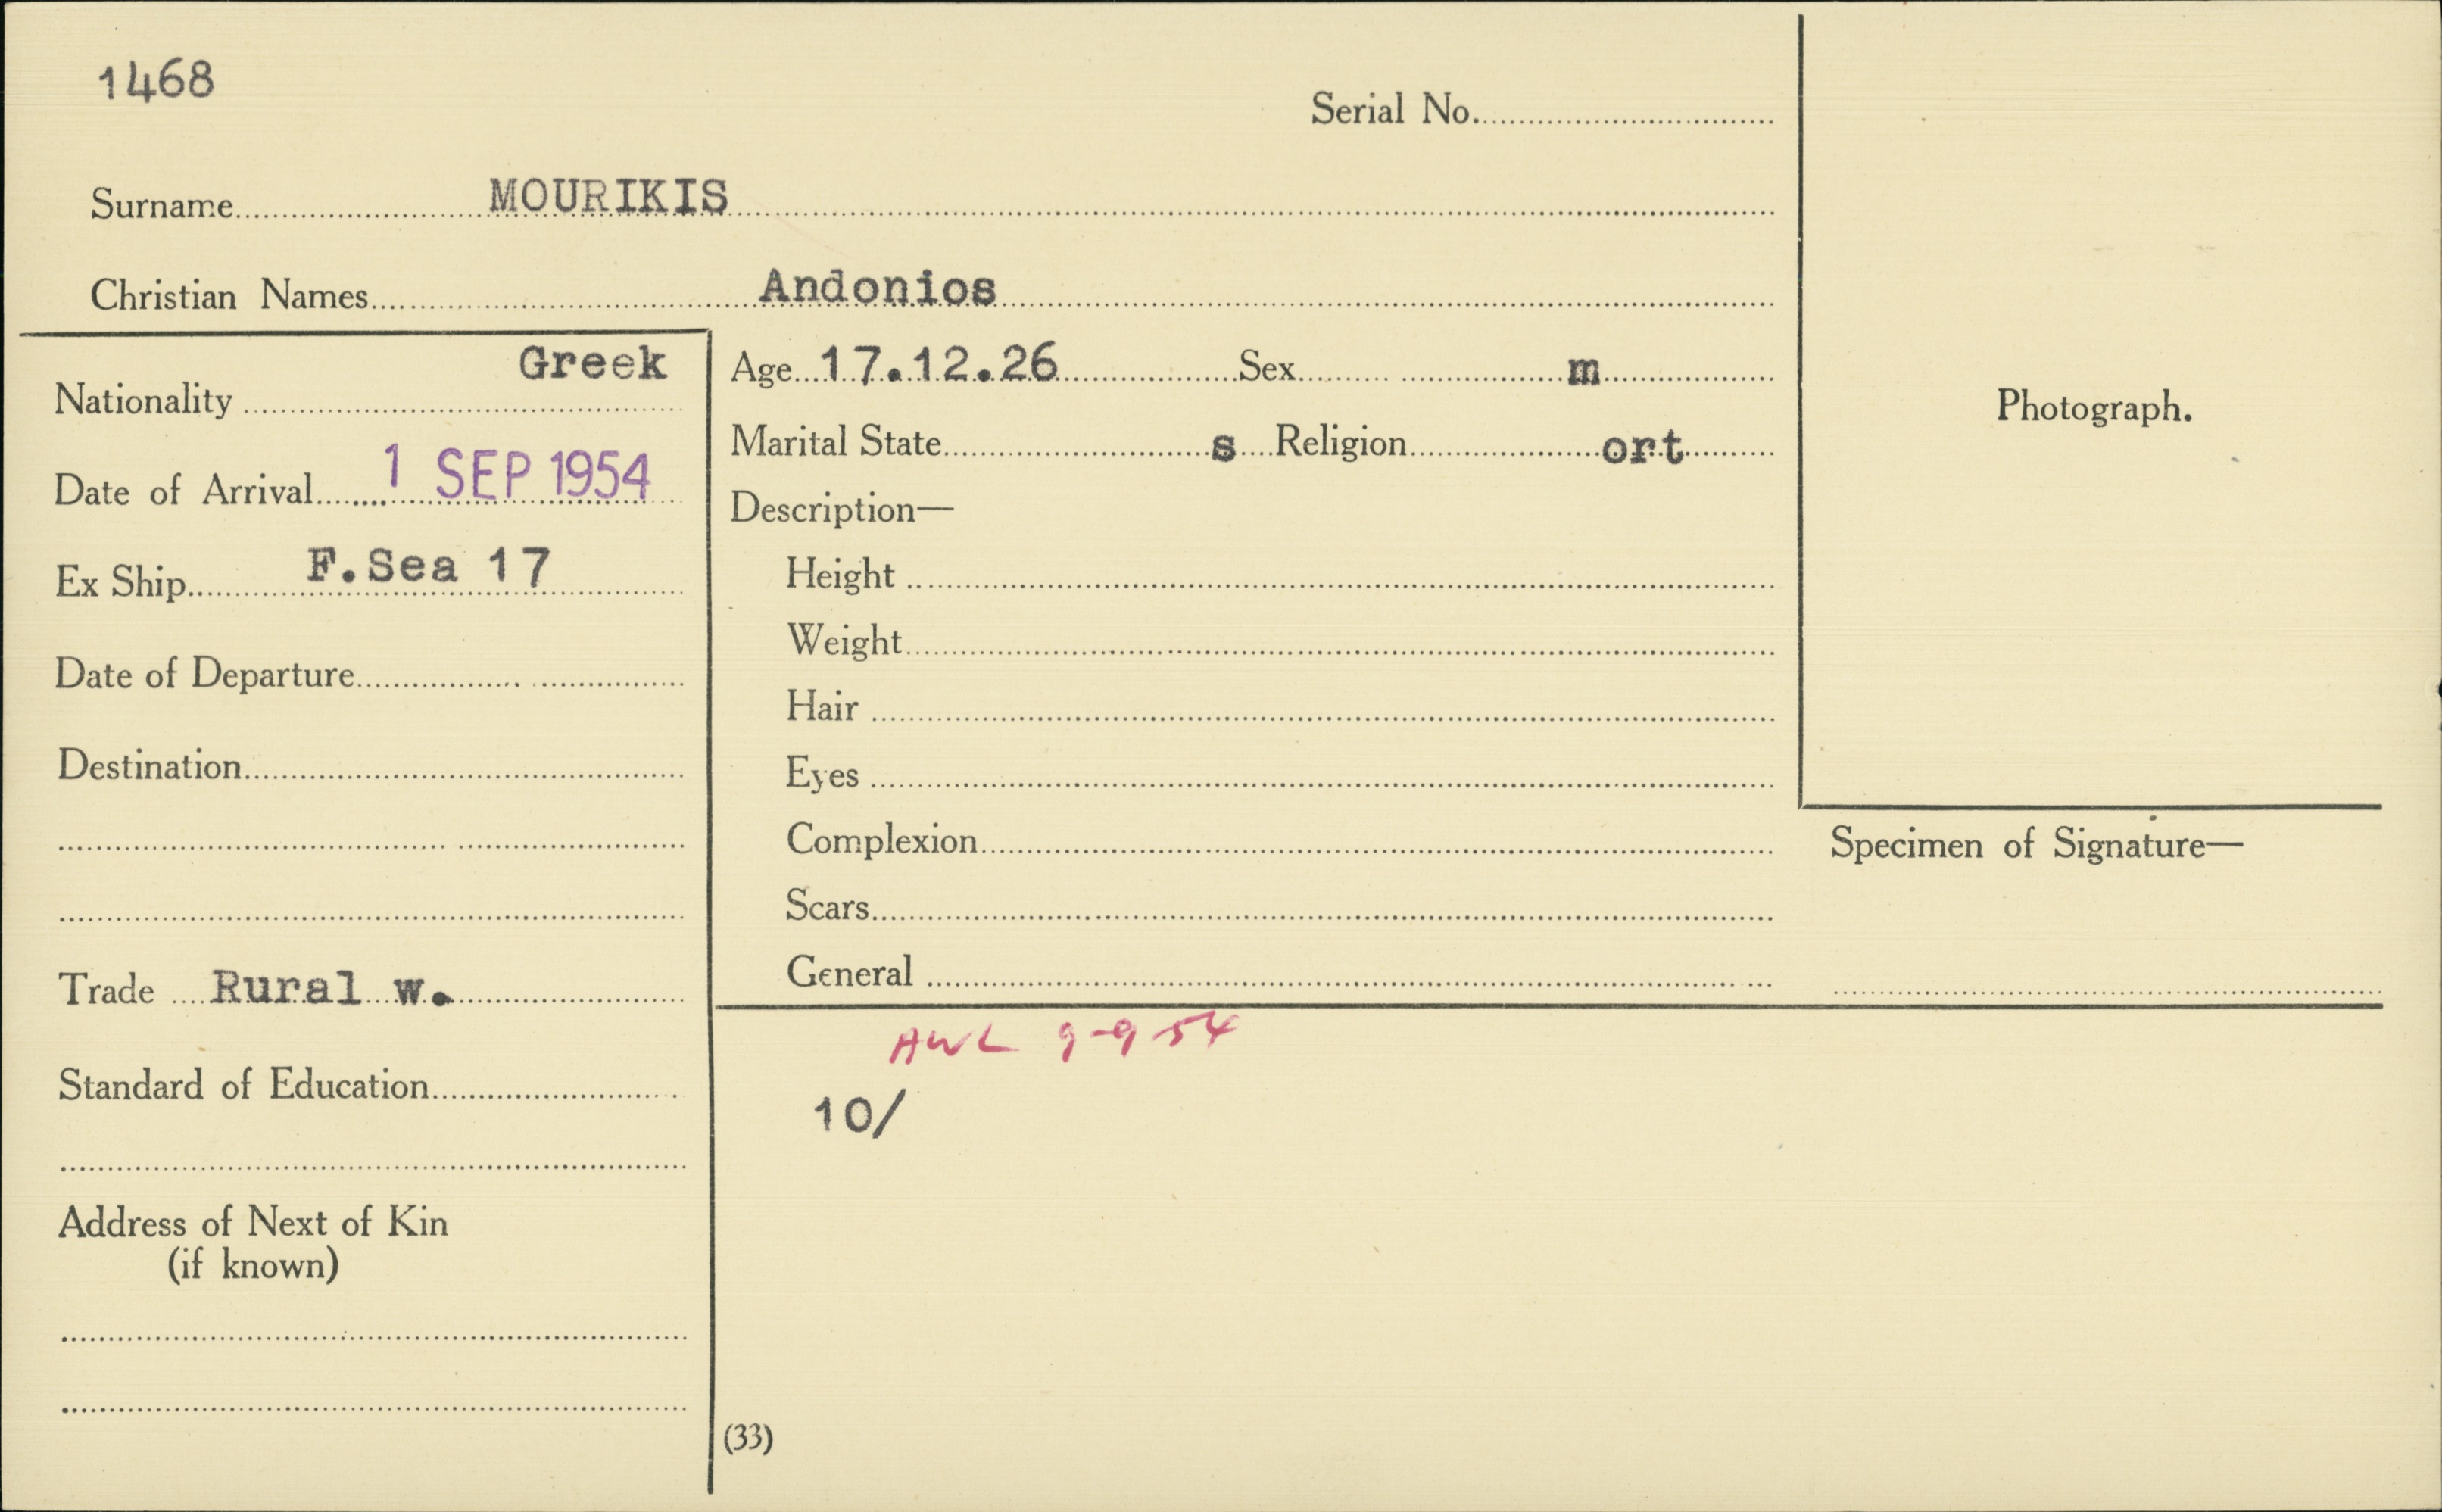 1468
Serial No.
Surname MOURIKIS
Christian Names Andonios
Nationality Greek
Date of Arrival 1 SEP 1954
Ex Ship F.Sea 17
Date of Departure
Destination
Trade Rural w.
Standard of Education
Address of Next of Kin
(if known)
Age 17.12.26 Sex m
Marital State s Religion ort
Description—
Height
Weight
Hair
Eyes
Complexion
Scars
General
Photograph.
Specimen of Signature—
AWL 9-9-54
10/
(33)